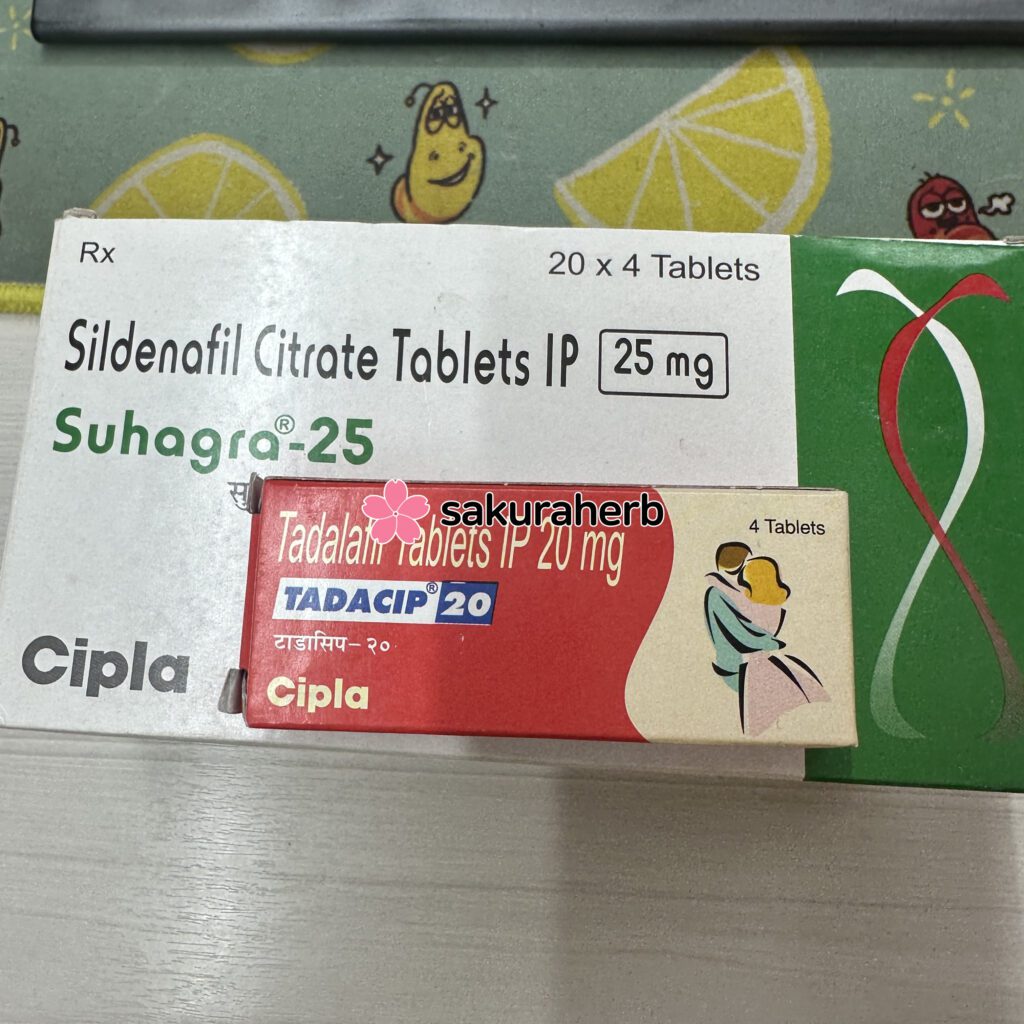 Rx
20 x 4 Tablets
Sildenafil Citrate Tablets IP 25 mg
Suhagra®-25
सु
sakuraherb
Tadalafil Tablets IP 20 mg
4 Tablets
TADACIP® 20
टाडासिप–२०
Cipla
Cipla